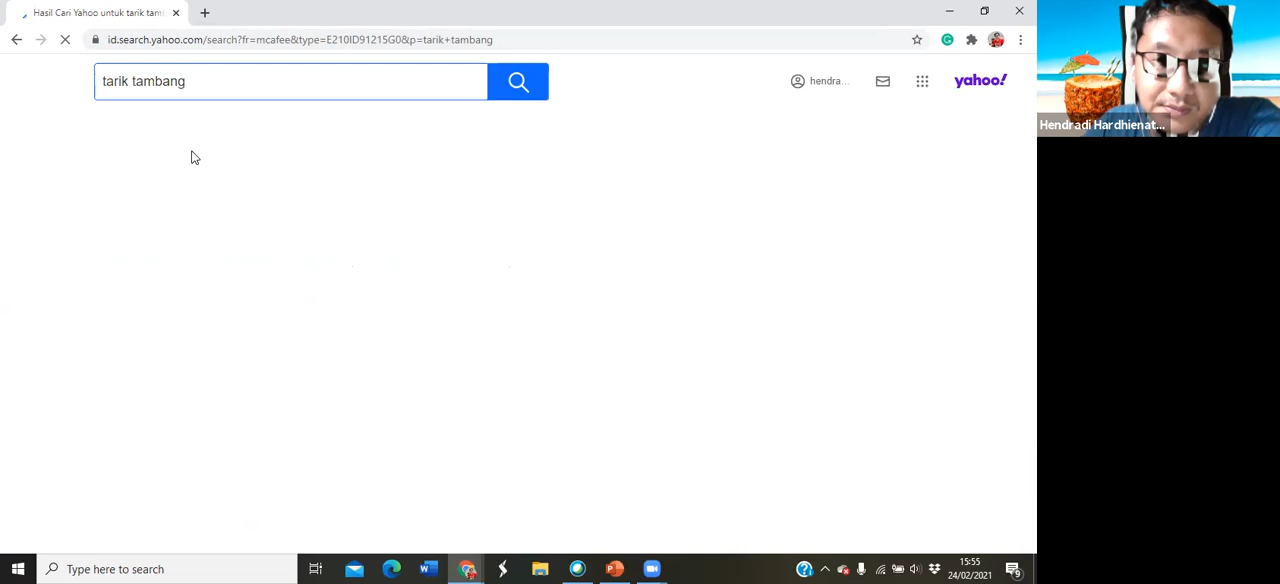 Hasil Cari Yahoo untuk tarik tam
id.search.yahoo.com/search?fr=mcafee&type=E210ID91215G0&p=tarik+tambang
tarik tambang
hendra...
yahoo!
Hendradi Hardhienat...
Type here to search
15:55
24/02/2021
9